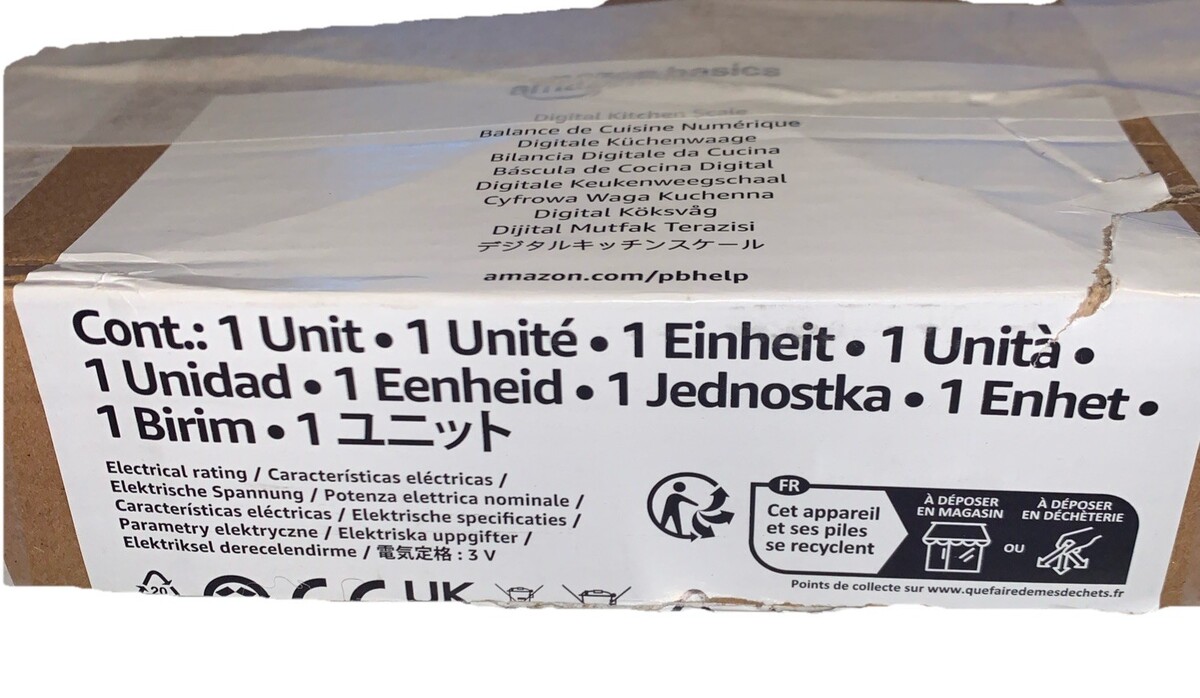 amazon basics
Digital Kitchen Scale
Balance de Cuisine Numérique
Digitale Küchenwaage
Bilancia Digitale da Cucina
Báscula de Cocina Digital
Digitale Keukenweegschaal
Cyfrowa Waga Kuchenna
Digital Köksvåg
Dijital Mutfak Terazisi
デジタルキッチンスケール
amazon.com/pbhelp
Cont.: 1 Unit • 1 Unité • 1 Einheit • 1 Unità •
1 Unidad • 1 Eenheid • 1 Jednostka • 1 Enhet •
1 Birim • 1 ユニット
Electrical rating / Características eléctricas /
Elektrische Spannung / Potenza elettrica nominale /
Características eléctricas / Elektrische specificaties /
Parametry elektryczne / Elektriska uppgifter /
Elektriksel derecelendirme / 電気定格 : 3 V
FR
Cet appareil
et ses piles
se recyclent
À DÉPOSER
EN MAGASIN
OU
À DÉPOSER
EN DÉCHÈTERIE
Points de collecte sur www.quefairedemesdechets.fr
20
UK